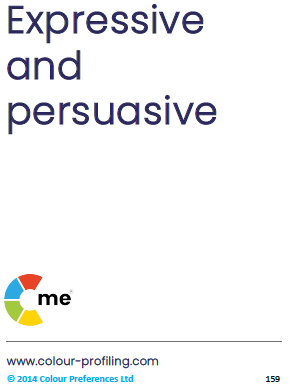 Expressive
and
persuasive
me®
www.colour-profiling.com
© 2014 Colour Preferences Ltd 159